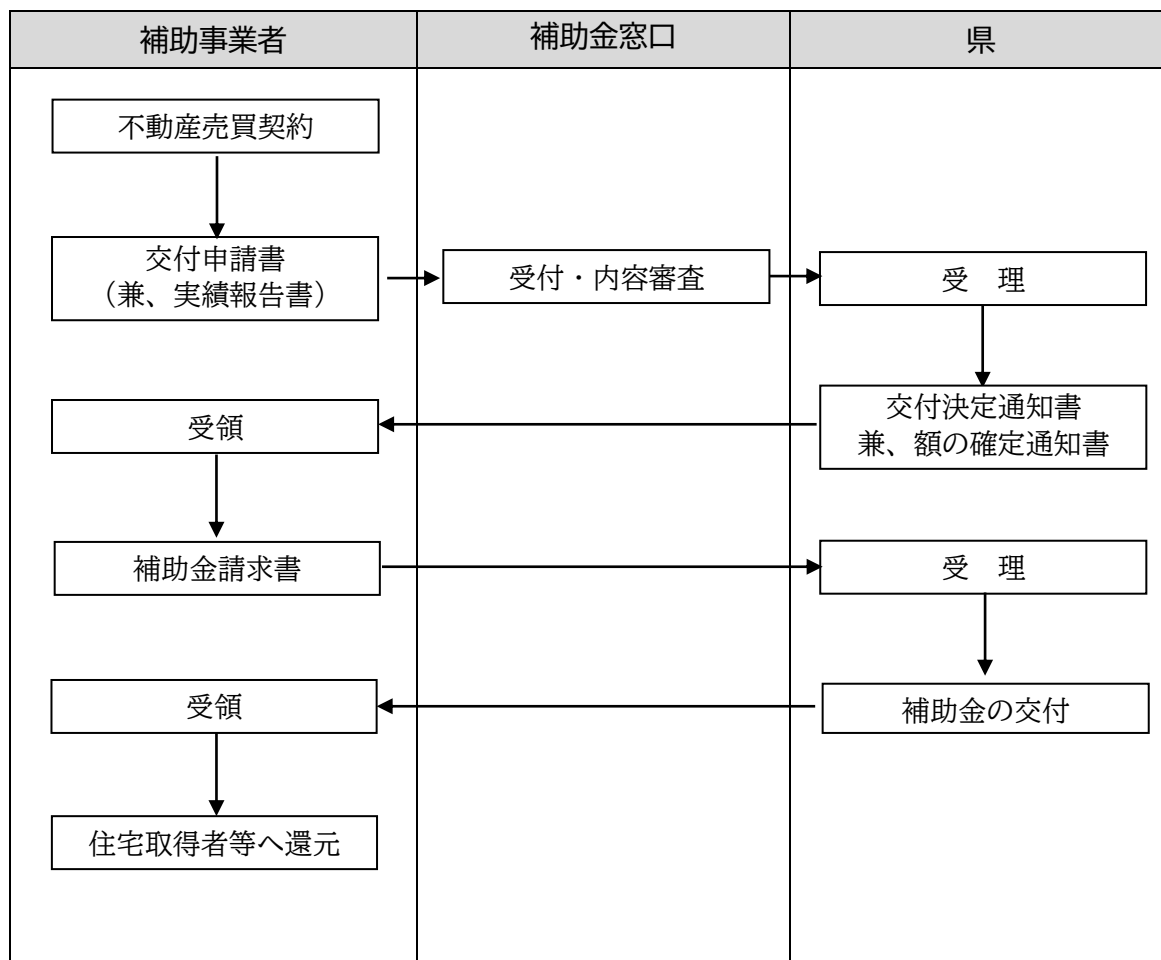 補助事業者
補助金窓口
県
不動産売買契約
交付申請書
（兼、実績報告書）
受付・内容審査
受　理
交付決定通知書
兼、額の確定通知書
受領
補助金請求書
受　理
補助金の交付
受領
住宅取得者等へ還元